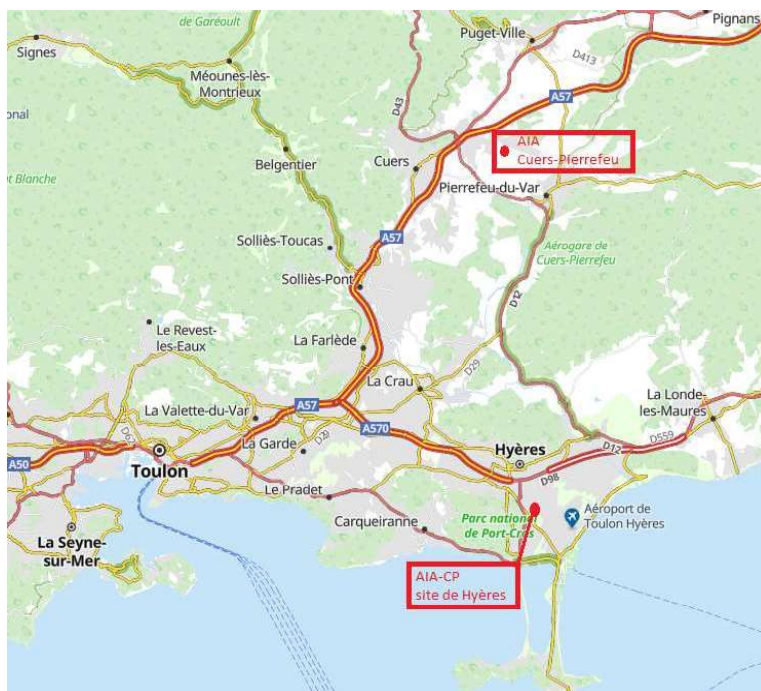 de Garéoult
Pignans
Signes
Puget-Ville
D413
Méounes-lès-
Montrieux
onal
A57
D43
AIA
Cuers-Pierrefeu
Belgentier
Cuers
nt Blanche
Pierrefeu-du-Var
Solliès-Toucas
A57
Aérogare de
Cuers-Pierrefeu
Solliès-Pont
D12
Le Revest-
les-Eaux
La Farlède
D29
La Crau
La Londe-
les-Maures
La Valette-du-Var
A57
A570
D62
La Garde
D29
Hyères
D12
D559
A50
Toulon
D98
Le Pradet
Carqueiranne
Parc national
de Port-Cros
Aéroport de
Toulon Hyères
La Seyne-
sur-Mer
AIA-CP
site de Hyères